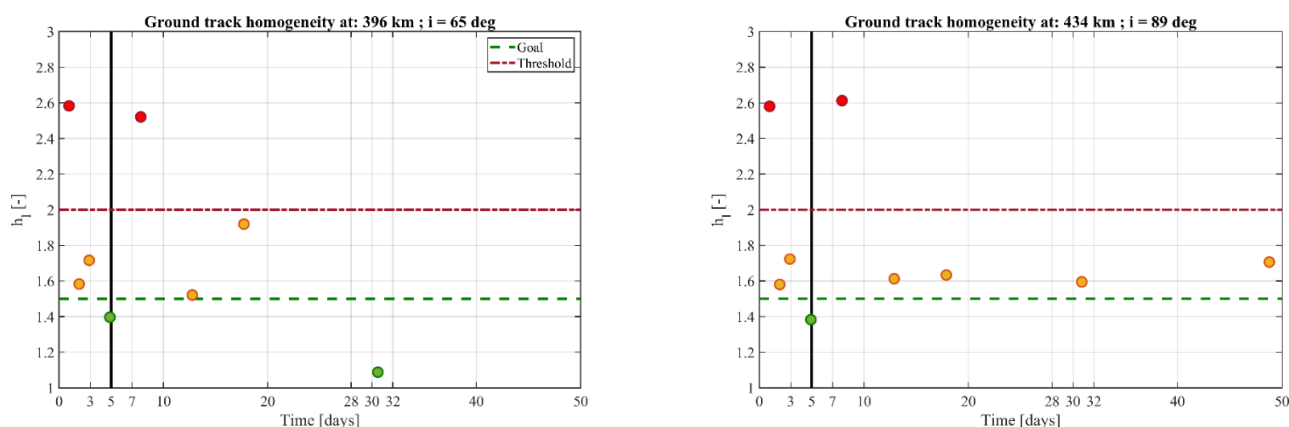 Ground track homogeneity at: 396 km ; i = 65 deg
3
2.8
2.6
2.4
2.2
2
1.8
1.6
1.4
1.2
1
h1 [-]
Goal
Threshold
0 3 5 7 10 20 28 30 32 40 50
Time [days]
Ground track homogeneity at: 434 km ; i = 89 deg
3
2.8
2.6
2.4
2.2
2
1.8
1.6
1.4
1.2
1
h1 [-]
0 3 5 7 10 20 28 30 32 40 50
Time [days]